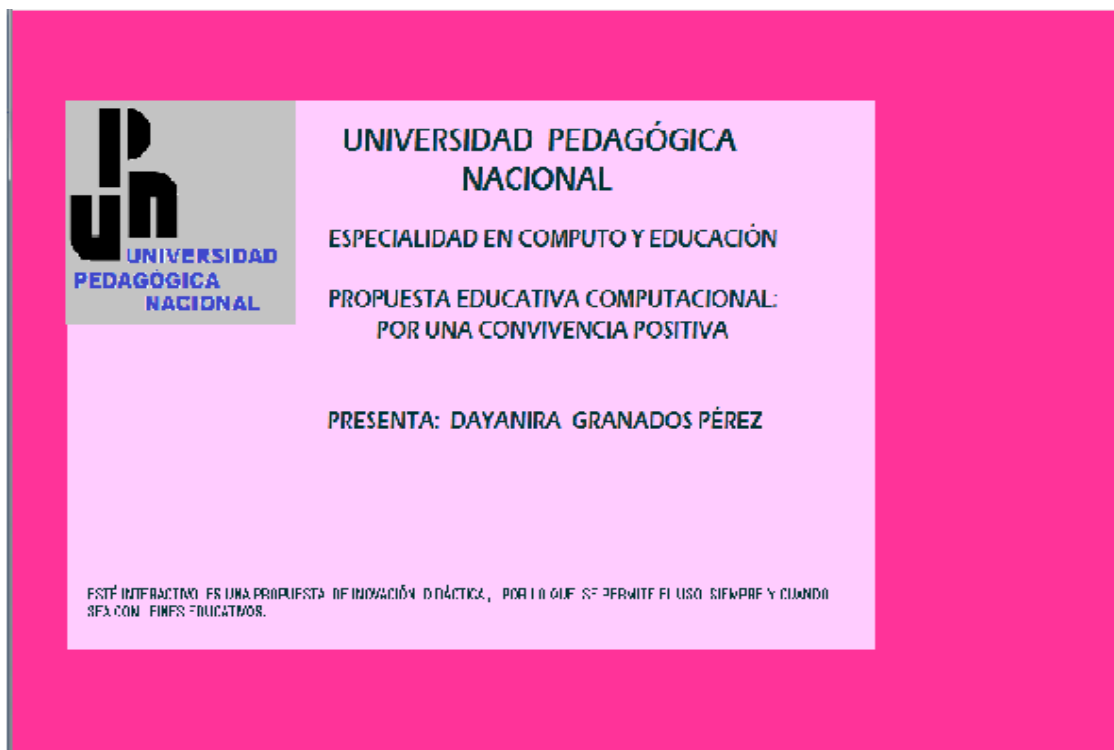 UNIVERSIDAD PEDAGÓGICA
NACIONAL
UNIVERSIDAD
PEDAGÓGICA
NACIONAL
ESPECIALIDAD EN COMPUTO Y EDUCACIÓN
PROPUESTA EDUCATIVA COMPUTACIONAL:
POR UNA CONVIVENCIA POSITIVA
PRESENTA: DAYANIRA GRANADOS PÉREZ
ESTÉ INTERACTIVO ES UNA PROPUESTA DE INOVACIÓN DIDÁCTICA, POR LO QUE SE PERMITE EL USO SIEMPRE Y CUANDO
SEA CON FINES EDUCATIVOS.